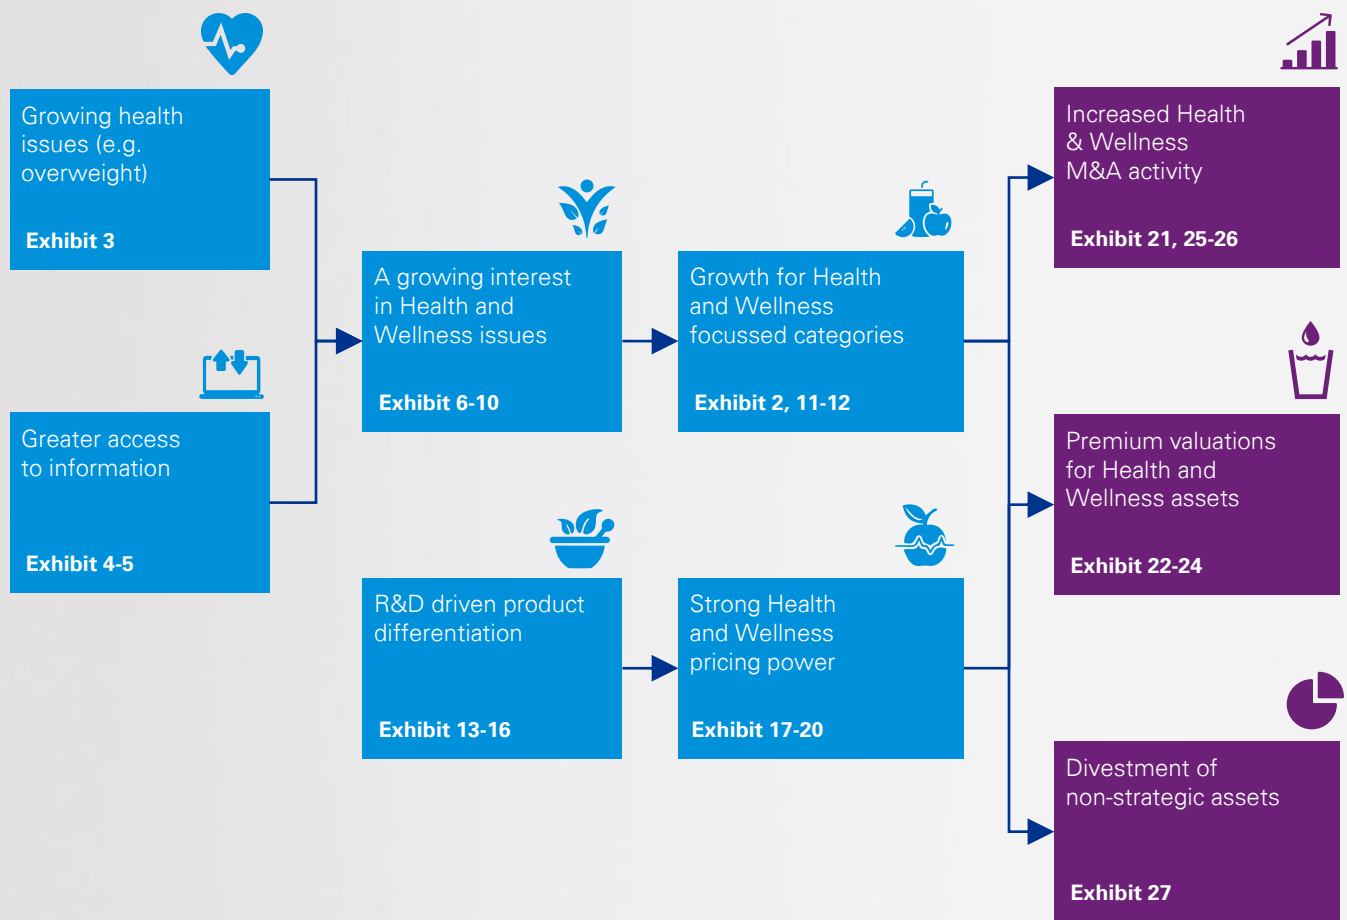 Growing health
issues (e.g.
overweight)
Exhibit 3
Greater access
to information
Exhibit 4-5
A growing interest
in Health and
Wellness issues
Exhibit 6-10
R&D driven product
differentiation
Exhibit 13-16
Growth for Health
and Wellness
focussed categories
Exhibit 2, 11-12
Strong Health
and Wellness
pricing power
Exhibit 17-20
Increased Health
& Wellness
M&A activity
Exhibit 21, 25-26
Premium valuations
for Health and
Wellness assets
Exhibit 22-24
Divestment of
non-strategic assets
Exhibit 27